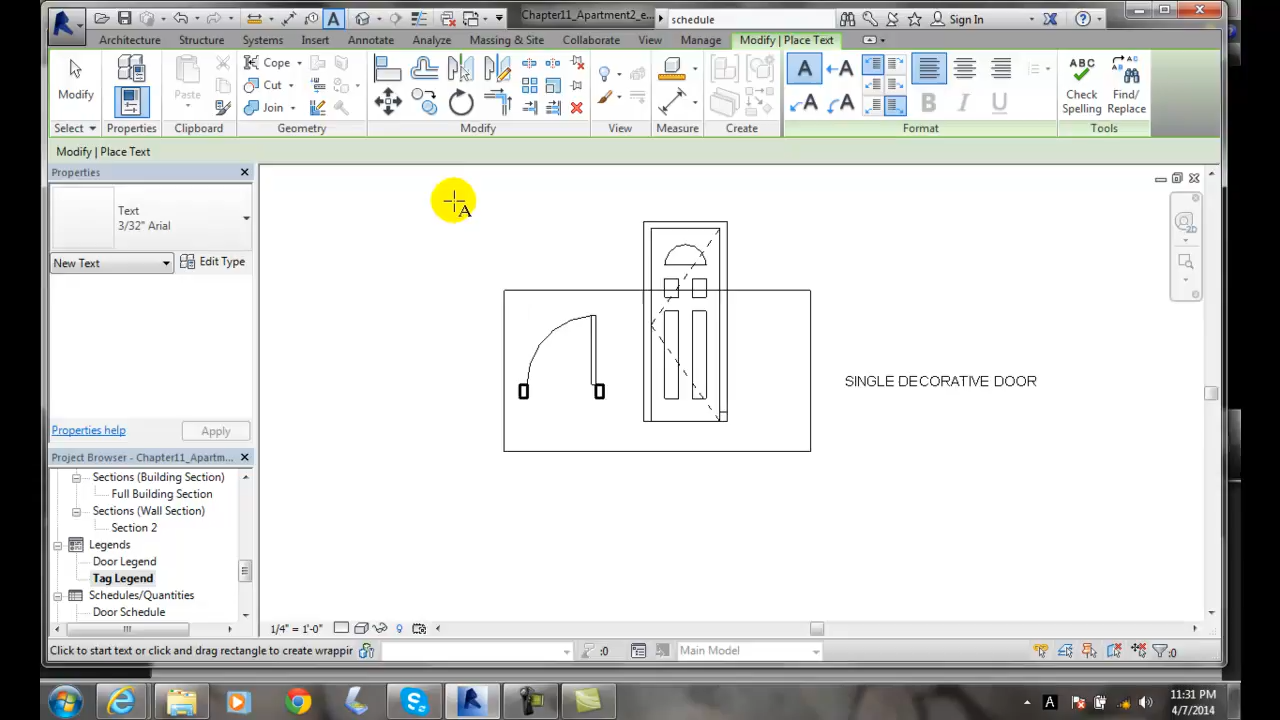 Chapter11_Apartment2_e...
schedule
Sign In
Architecture Structure Systems Insert Annotate Analyze Massing & Site Collaborate View Manage Modify | Place Text
Modify
Paste
Cope
Cut
Join
Check Spelling
Find/ Replace
Select Properties Clipboard Geometry Modify View Measure Create Format Tools
Modify | Place Text
Properties
Text
3/32" Arial
New Text
Edit Type
Properties help
Apply
Project Browser - Chapter11_Apartm...
Sections (Building Section)
Full Building Section
Sections (Wall Section)
Section 2
Legends
Door Legend
Tag Legend
Schedules/Quantities
Door Schedule
A
SINGLE DECORATIVE DOOR
1/4" = 1'-0"
Click to start text or click and drag rectangle to create wrappir
:0
Main Model
:0
A
11:31 PM
4/7/2014